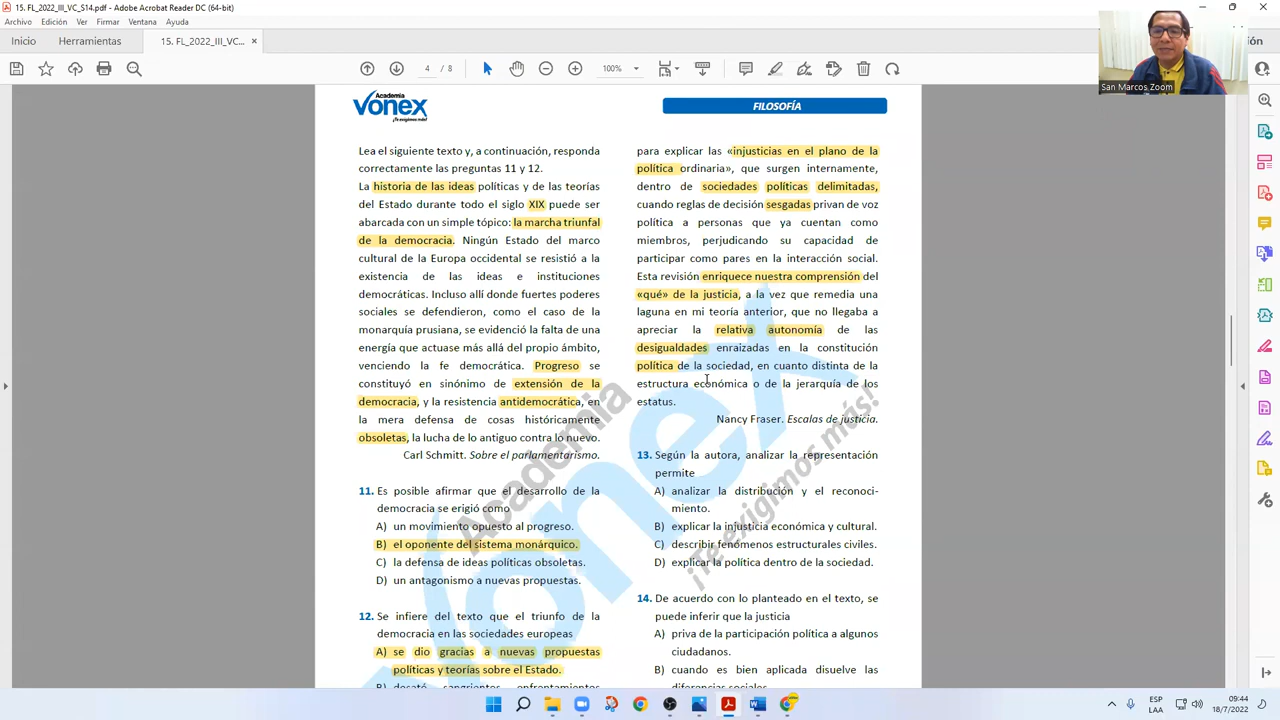 15. FL_2022_III_VC_S14.pdf - Adobe Acrobat Reader DC (64-bit)
Archivo Edición Ver Firmar Ventana Ayuda
Inicio Herramientas 15. FL_2022_III_VC... ×
4 / 8 100%
San Marcos Zoom
Academia
vonex
¡Te exigimos más!
FILOSOFÍA
Lea el siguiente texto y, a continuación, responda
correctamente las preguntas 11 y 12.
La historia de las ideas políticas y de las teorías
del Estado durante todo el siglo XIX puede ser
abarcada con un simple tópico: la marcha triunfal
de la democracia. Ningún Estado del marco
cultural de la Europa occidental se resistió a la
existencia de las ideas e instituciones
democráticas. Incluso allí donde fuertes poderes
sociales se defendieron, como el caso de la
monarquía prusiana, se evidenció la falta de una
energía que actuase más allá del propio ámbito,
venciendo la fe democrática. Progreso se
constituyó en sinónimo de extensión de la
democracia, y la resistencia antidemocrática, en
la mera defensa de cosas históricamente
obsoletas, la lucha de lo antiguo contra lo nuevo.
Carl Schmitt. Sobre el parlamentarismo.
11. Es posible afirmar que el desarrollo de la
democracia se erigió como
A) un movimiento opuesto al progreso.
B) el oponente del sistema monárquico.
C) la defensa de ideas políticas obsoletas.
D) un antagonismo a nuevas propuestas.
12. Se infiere del texto que el triunfo de la
democracia en las sociedades europeas
A) se dio gracias a nuevas propuestas
políticas y teorías sobre el Estado.
B) desató sangrientos enfrentamientos
para explicar las «injusticias en el plano de la
política ordinaria», que surgen internamente,
dentro de sociedades políticas delimitadas,
cuando reglas de decisión sesgadas privan de voz
política a personas que ya cuentan como
miembros, perjudicando su capacidad de
participar como pares en la interacción social.
Esta revisión enriquece nuestra comprensión del
«qué» de la justicia, a la vez que remedia una
laguna en mi teoría anterior, que no llegaba a
apreciar la relativa autonomía de las
desigualdades enraizadas en la constitución
política de la sociedad, en cuanto distinta de la
estructura económica o de la jerarquía de los
estatus.
Nancy Fraser. Escalas de justicia.
13. Según la autora, analizar la representación
permite
A) analizar la distribución y el reconoci-
miento.
B) explicar la injusticia económica y cultural.
C) describir fenómenos estructurales civiles.
D) explicar la política dentro de la sociedad.
14. De acuerdo con lo planteado en el texto, se
puede inferir que la justicia
A) priva de la participación política a algunos
ciudadanos.
B) cuando es bien aplicada disuelve las
diferencias sociales.
Academia
vonex
¡Te exigimos más!
ESP
LAA
09:44
18/7/2022